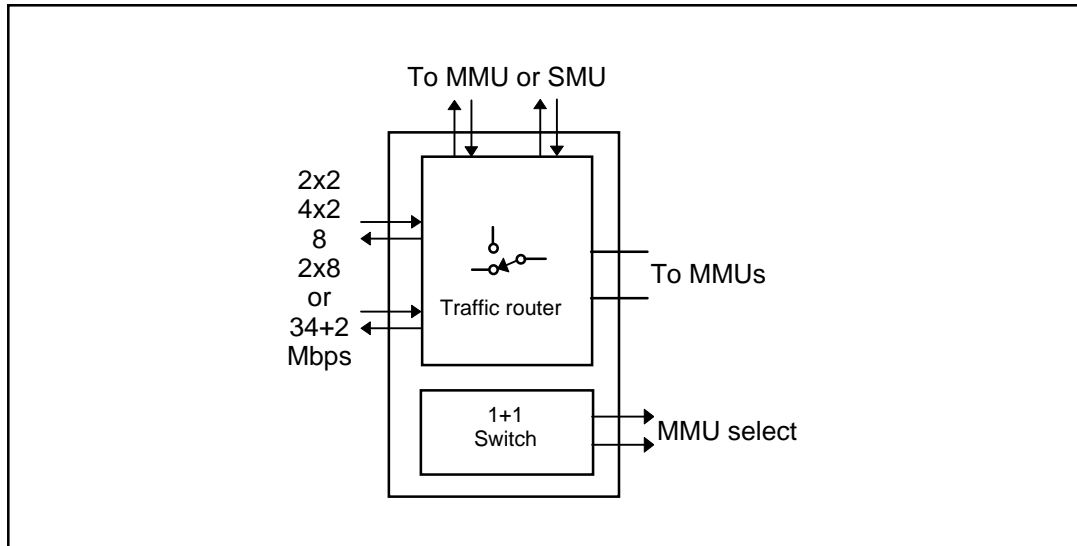 To MMU or SMU
2x2
4x2
8
2x8
or
34+2
Mbps
Traffic router
To MMUs
1+1
Switch
MMU select